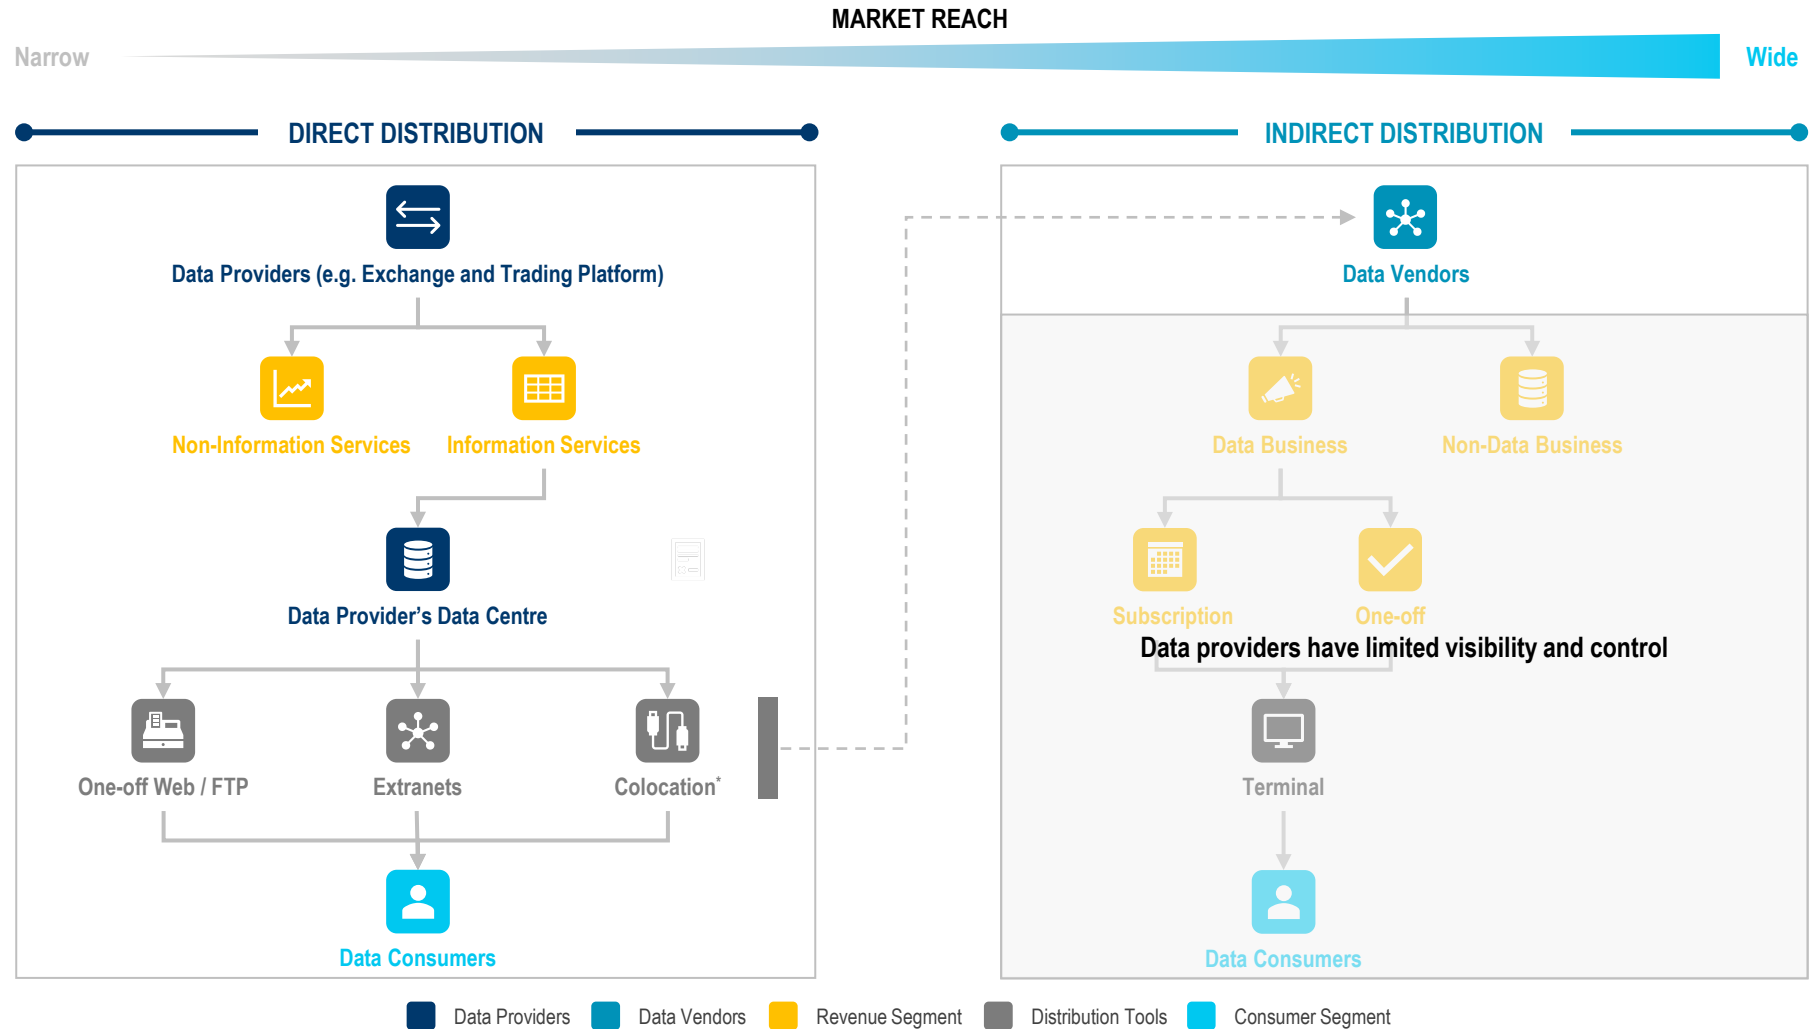 MARKET REACH
Narrow
Wide
DIRECT DISTRIBUTION
INDIRECT DISTRIBUTION
Data Providers (e.g. Exchange and Trading Platform)
Data Vendors
Non-Information Services
Information Services
Data Business
Non-Data Business
Data Provider’s Data Centre
Subscription
One-off
Data providers have limited visibility and control
One-off Web / FTP
Extranets
Colocation*
Terminal
Data Consumers
Data Consumers
Data Providers
Data Vendors
Revenue Segment
Distribution Tools
Consumer Segment